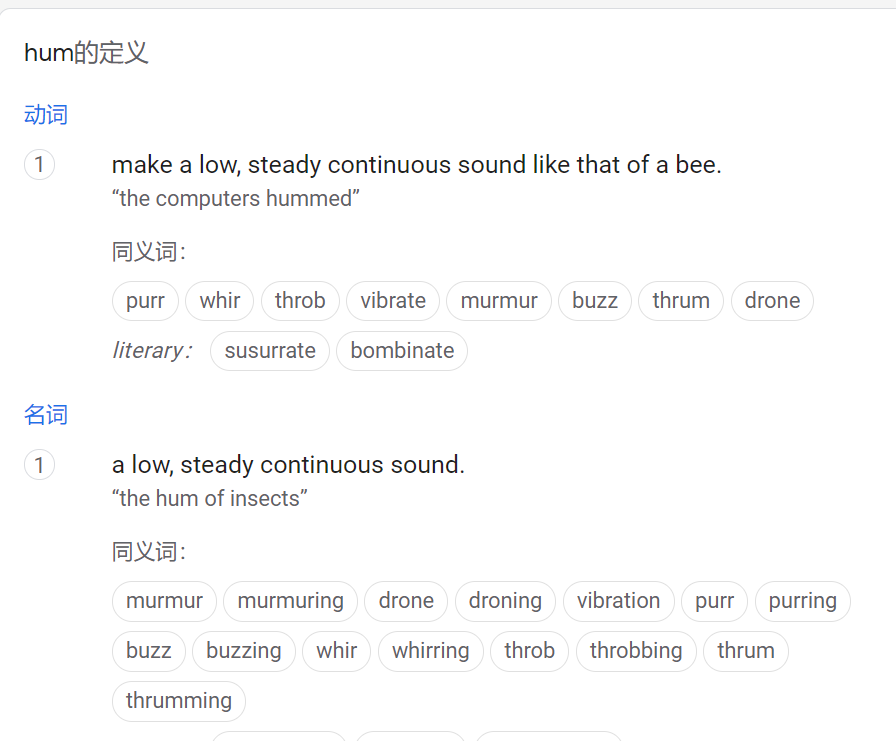 hum的定义
动词
1 make a low, steady continuous sound like that of a bee.
“the computers hummed”
同义词：
purr whir throb vibrate murmur buzz thrum drone
literary： susurrate bombinate
名词
1 a low, steady continuous sound.
“the hum of insects”
同义词：
murmur murmuring drone droning vibration purr purring
buzz buzzing whir whirring throb throbbing thrum
thrumming